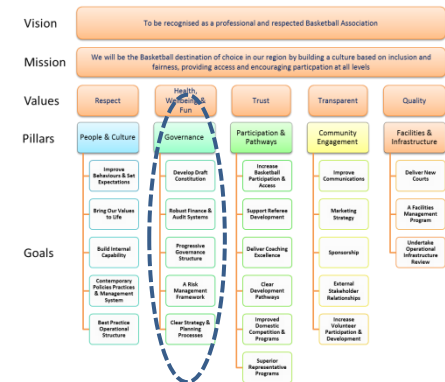 Vision
To be recognised as a professional and respected Basketball Association
Mission
We will be the Basketball destination of choice in our region by building a culture based on inclusion and
fairness, providing access and encouraging participation at all levels
Values
Respect
Health,
Wellbeing &
Fun
Trust
Transparent
Quality
Pillars
People & Culture
Governance
Participation &
Pathways
Community
Engagement
Facilities &
Infrastructure
Goals
Improve
Behaviours & Set
Expectations
Bring Our Values
to Life
Build Internal
Capability
Contemporary
Policies Practices
& Management
System
Best Practice
Operational
Structure
Develop Draft
Constitution
Robust Finance &
Audit Systems
Progressive
Governance
Structure
A Risk
Management
Framework
Clear Strategy &
Planning
Processes
Increase
Basketball
Participation &
Access
Support Referee
Development
Deliver Coaching
Excellence
Clear
Development
Pathways
Improved
Domestic
Competition &
Programs
Superior
Representative
Programs
Improve
Communications
Marketing
Strategy
Sponsorship
External
Stakeholder
Relationships
Increase
Volunteer
Participation &
Development
Deliver New
Courts
A Facilities
Management
Program
Undertake
Operational
Infrastructure
Review